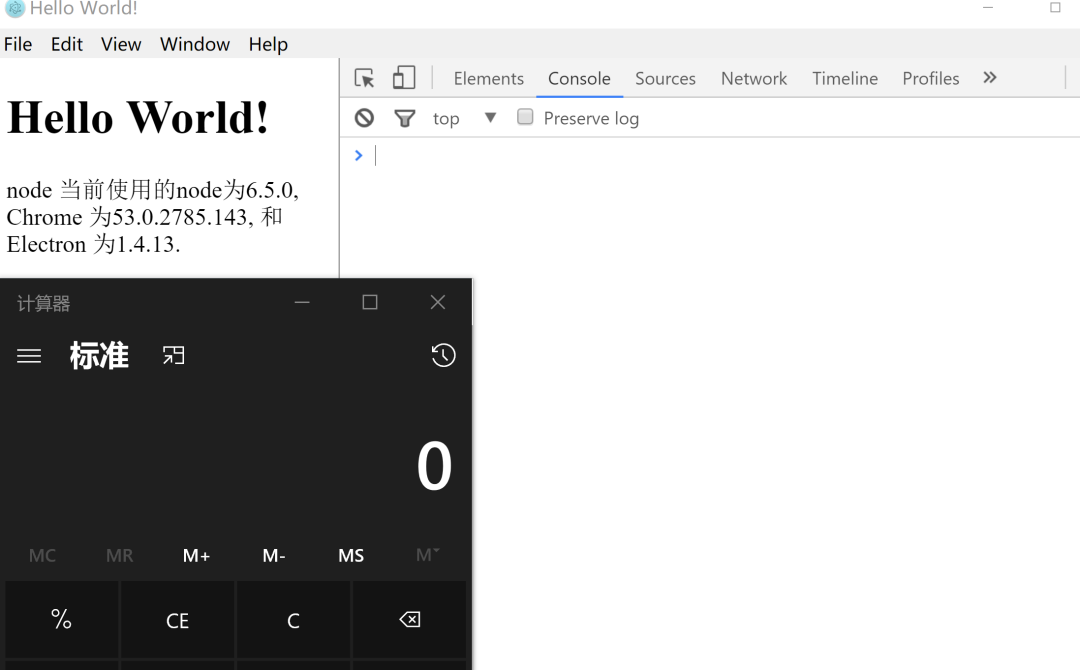 Hello World!
File Edit View Window Help
Elements Console Sources Network Timeline Profiles
top Preserve log
Hello World!
node 当前使用的node为6.5.0,
Chrome 为53.0.2785.143, 和
Electron 为1.4.13.
计算器
标准
0
MC MR M+ M- MS M
% CE C